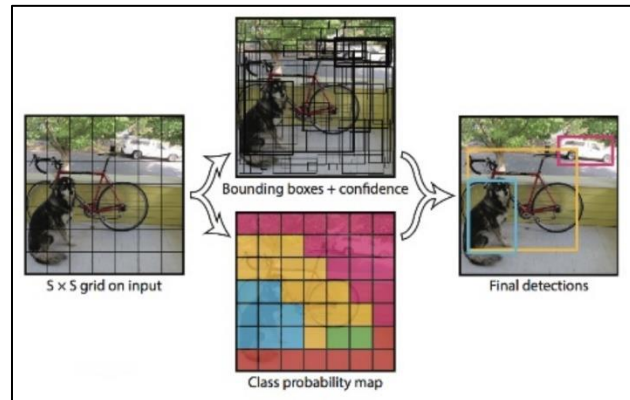 Bounding boxes + confidence
S × S grid on input
Final detections
Class probability map